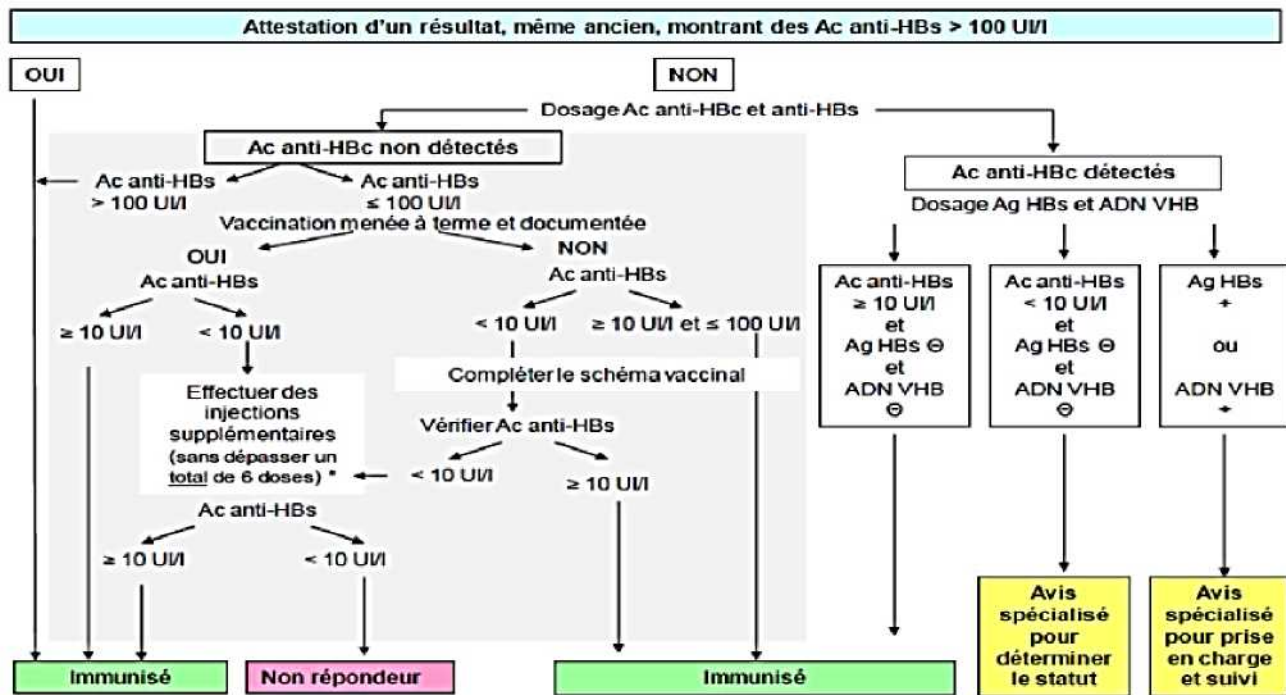 Attestation d'un résultat, même ancien, montrant des Ac anti-HBs > 100 UI/l
OUI
NON
Dosage Ac anti-HBc et anti-HBs
Ac anti-HBc non détectés
Ac anti-HBs
> 100 UI/l
Ac anti-HBs
≤ 100 UI/l
Vaccination menée à terme et documentée
OUI
Ac anti-HBs
≥ 10 UI/l
< 10 UI/l
Effectuer des
injections
supplémentaires
(sans dépasser un
total de 6 doses) *
Ac anti-HBs
≥ 10 UI/l
< 10 UI/l
NON
Ac anti-HBs
< 10 UI/l
≥ 10 UI/l et ≤ 100 UI/l
Compléter le schéma vaccinal
Vérifier Ac anti-HBs
< 10 UI/l
≥ 10 UI/l
Ac anti-HBc détectés
Dosage Ag HBs et ADN VHB
Ac anti-HBs
≥ 10 UI/l
et
Ag HBs ⊖
et
ADN VHB
⊖
Ac anti-HBs
< 10 UI/l
et
Ag HBs ⊖
et
ADN VHB
⊖
Ag HBs
+
ou
ADN VHB
+
Immunisé
Non répondeur
Immunisé
Avis
spécialisé
pour
déterminer
le statut
Avis
spécialisé
pour prise
en charge
et suivi